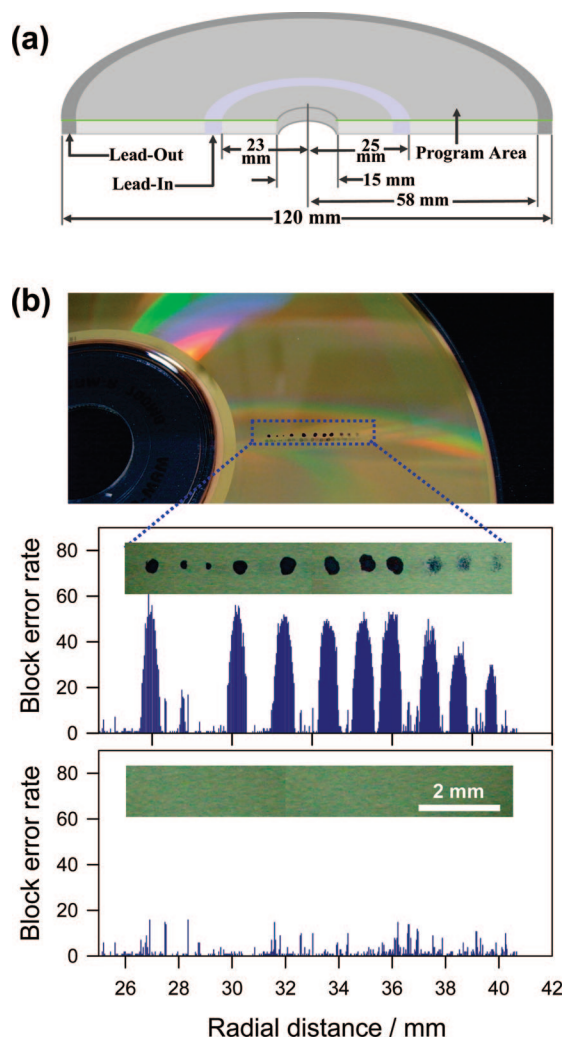 (a)
Lead-Out
Lead-In
23
mm
25
mm
Program Area
15 mm
58 mm
120 mm
(b)
Block error rate
80
60
40
20
0
Block error rate
80
60
40
20
0
2 mm
26 28 30 32 34 36 38 40 42
Radial distance / mm